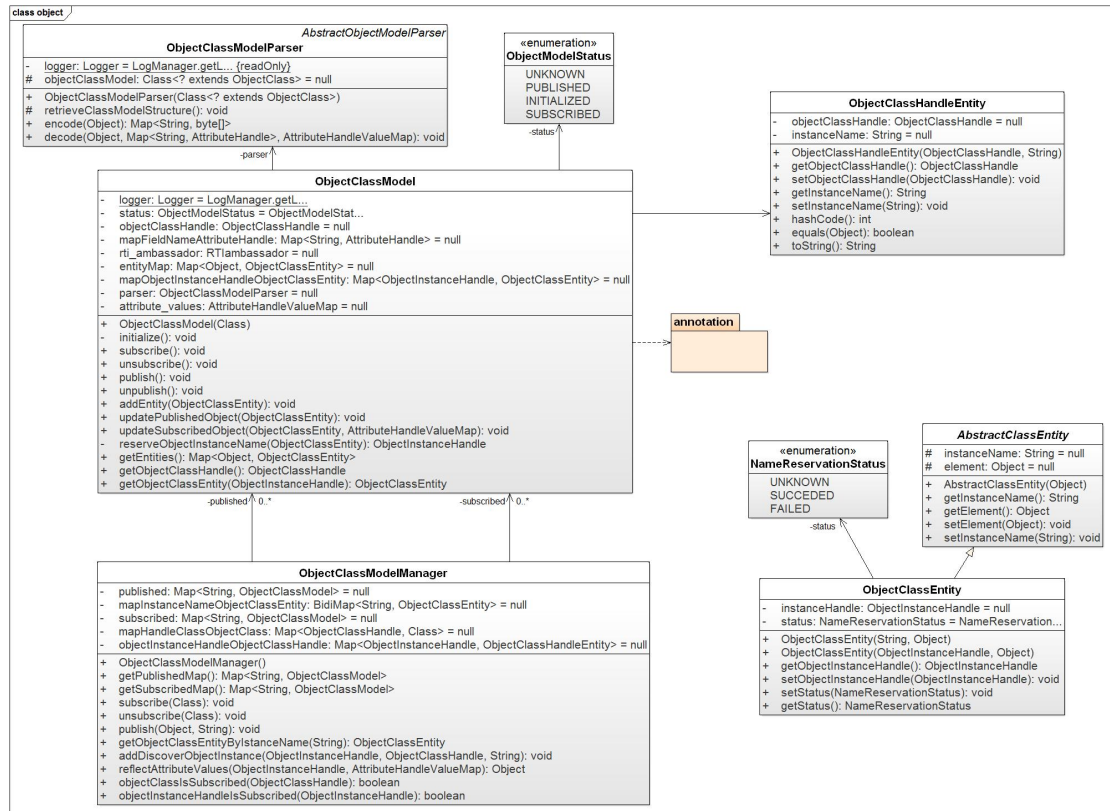 class object
AbstractObjectModelParser
ObjectClassModelParser
- logger: Logger = LogManager.getL... {readOnly}
# objectClassModel: Class<? extends ObjectClass> = null
+ ObjectClassModelParser(Class<? extends ObjectClass>)
# retrieveClassModelStructure(): void
+ encode(Object): Map<String, byte[]>
+ decode(Object, Map<String, AttributeHandle>, AttributeHandleValueMap): void
-parser
«enumeration»
ObjectModelStatus
UNKNOWN
PUBLISHED
INITIALIZED
SUBSCRIBED
-status
ObjectClassHandleEntity
- objectClassHandle: ObjectClassHandle = null
- instanceName: String = null
+ ObjectClassHandleEntity(ObjectClassHandle, String)
+ getObjectClassHandle(): ObjectClassHandle
+ setObjectClassHandle(ObjectClassHandle): void
+ getInstanceName(): String
+ setInstanceName(String): void
+ hashCode(): int
+ equals(Object): boolean
+ toString(): String
ObjectClassModel
- logger: Logger = LogManager.getL...
- status: ObjectModelStatus = ObjectModelStat...
- objectClassHandle: ObjectClassHandle = null
- mapFieldNameAttributeHandle: Map<String, AttributeHandle> = null
- rti_ambassador: RTIambassador = null
- entityMap: Map<Object, ObjectClassEntity> = null
- mapObjectInstanceHandleObjectClassEntity: Map<ObjectInstanceHandle, ObjectClassEntity> = null
- parser: ObjectClassModelParser = null
- attribute_values: AttributeHandleValueMap = null
+ ObjectClassModel(Class)
- initialize(): void
+ subscribe(): void
+ unsubscribe(): void
+ publish(): void
+ unpublish(): void
+ addEntity(ObjectClassEntity): void
+ updatePublishedObject(ObjectClassEntity): void
+ updateSubscribedObject(ObjectClassEntity, AttributeHandleValueMap): void
- reserveObjectInstanceName(ObjectClassEntity): ObjectInstanceHandle
+ getEntities(): Map<Object, ObjectClassEntity>
+ getObjectClassHandle(): ObjectClassHandle
+ getObjectClassEntity(ObjectInstanceHandle): ObjectClassEntity
annotation
-published 0..*
-subscribed 0..*
«enumeration»
NameReservationStatus
UNKNOWN
SUCCEDED
FAILED
-status
AbstractClassEntity
# instanceName: String = null
# element: Object = null
+ AbstractClassEntity(Object)
+ getInstanceName(): String
+ getElement(): Object
+ setElement(Object): void
+ setInstanceName(String): void
ObjectClassModelManager
- published: Map<String, ObjectClassModel> = null
- mapInstanceNameObjectClassEntity: BidiMap<String, ObjectClassEntity> = null
- subscribed: Map<String, ObjectClassModel> = null
- mapHandleClassObjectClass: Map<ObjectClassHandle, Class> = null
- objectInstanceHandleObjectClassHandle: Map<ObjectInstanceHandle, ObjectClassHandleEntity> = null
+ ObjectClassModelManager()
+ getPublishedMap(): Map<String, ObjectClassModel>
+ getSubscribedMap(): Map<String, ObjectClassModel>
+ subscribe(Class): void
+ unsubscribe(Class): void
+ publish(Object, String): void
+ getObjectClassEntityByIstanceName(String): ObjectClassEntity
+ addDiscoverObjectInstance(ObjectInstanceHandle, ObjectClassHandle, String): void
+ reflectAttributeValues(ObjectInstanceHandle, AttributeHandleValueMap): Object
+ objectClassIsSubscribed(ObjectClassHandle): boolean
+ objectInstanceHandleIsSubscribed(ObjectInstanceHandle): boolean
ObjectClassEntity
- instanceHandle: ObjectInstanceHandle = null
- status: NameReservationStatus = NameReservation...
+ ObjectClassEntity(String, Object)
+ ObjectClassEntity(ObjectInstanceHandle, Object)
+ getObjectInstanceHandle(): ObjectInstanceHandle
+ setObjectInstanceHandle(ObjectInstanceHandle): void
+ setStatus(NameReservationStatus): void
+ getStatus(): NameReservationStatus